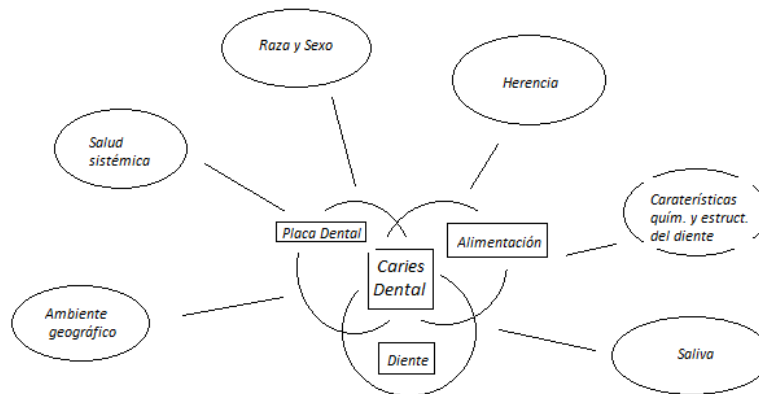 Raza y Sexo
Herencia
Salud
sistémica
Caraterísticas
quím. y estruct.
del diente
Placa Dental
Alimentación
Caries
Dental
Ambiente
geográfico
Diente
Saliva